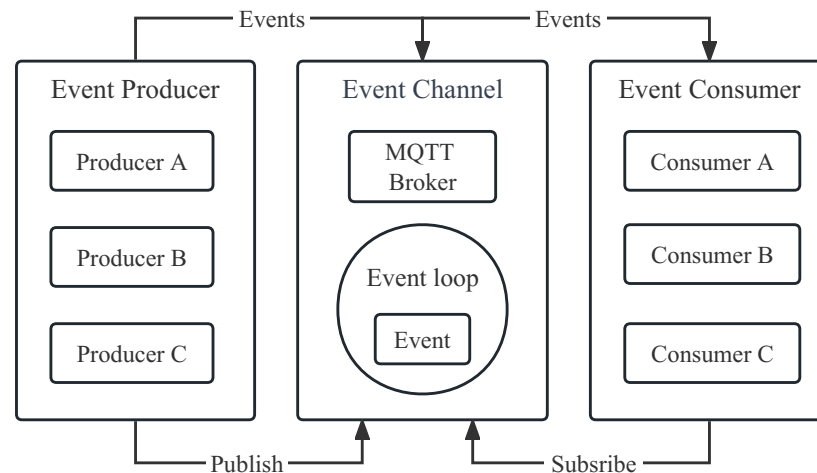 Events
Events
Event Producer
Producer A
Producer B
Producer C
Event Channel
MQTT
Broker
Event loop
Event
Event Consumer
Consumer A
Consumer B
Consumer C
Publish
Subsribe